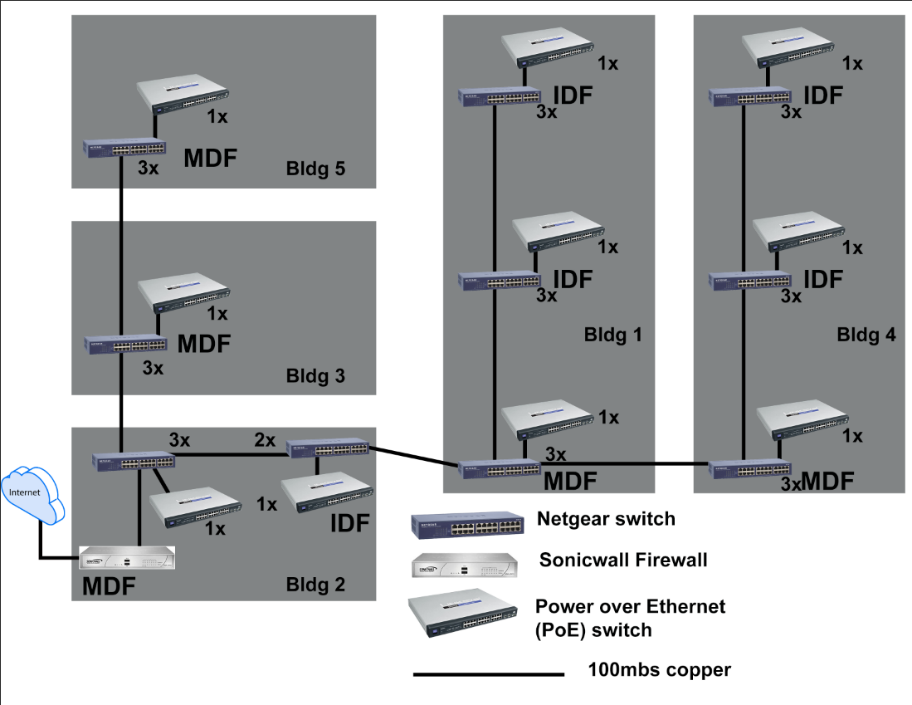 1x
3x
MDF
Bldg 5
1x
3x
MDF
Bldg 3
3x
2x
1x
1x
IDF
Internet
MDF
Bldg 2
1x
IDF
3x
1x
IDF
3x
Bldg 1
1x
3x
MDF
1x
IDF
3x
1x
IDF
3x
Bldg 4
1x
3xMDF
Netgear switch
Sonicwall Firewall
Power over Ethernet
(PoE) switch
100mbs copper